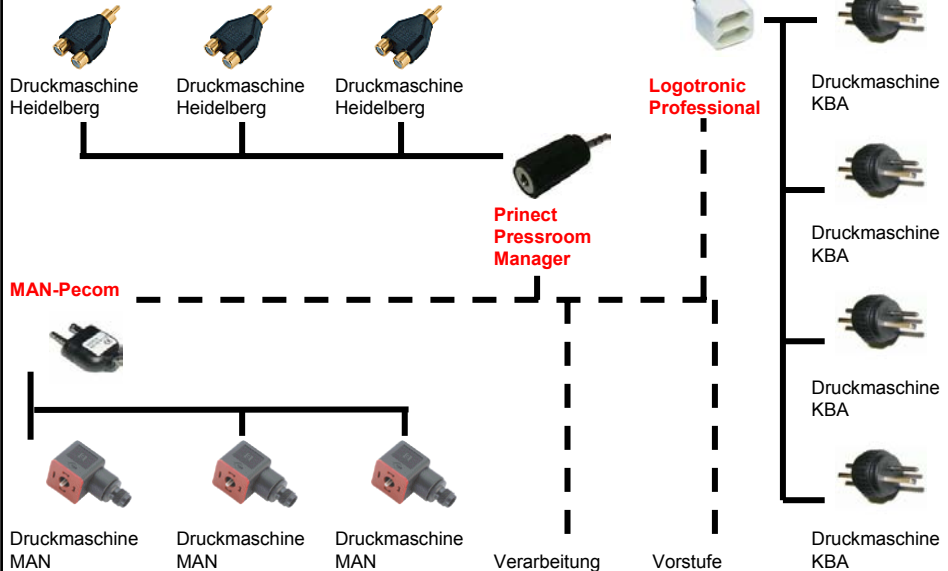 Druckmaschine
Heidelberg
Druckmaschine
Heidelberg
Druckmaschine
Heidelberg
Logotronic
Professional
Druckmaschine
KBA
Prinect
Pressroom
Manager
Druckmaschine
KBA
MAN-Pecom
Druckmaschine
KBA
Druckmaschine
MAN
Druckmaschine
MAN
Druckmaschine
MAN
Verarbeitung
Vorstufe
Druckmaschine
KBA